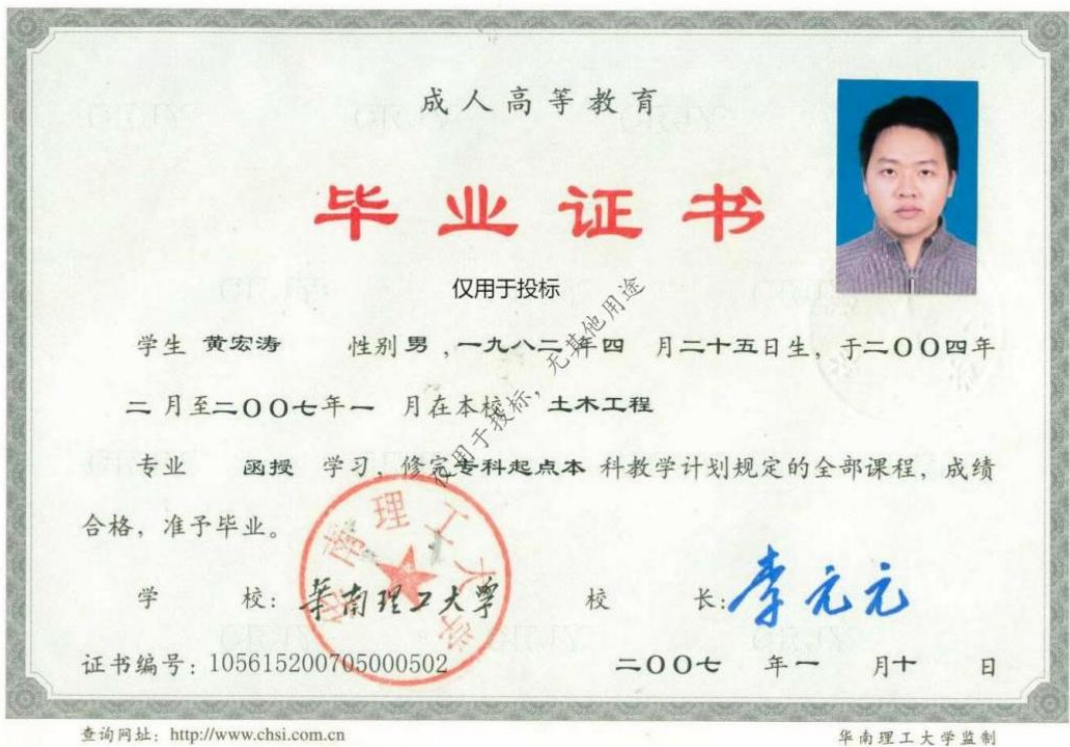 成人高等教育
毕业证书
仅用于投标
仅用于投标，无其他用途
学生 黄宏涛 性别 男 ，一九八二 年 四 月 二十五 日生，于 二〇〇四 年
二 月至 二〇〇七 年 一 月在本校 土木工程
专业 函授 学习，修完 专科起点本 科教学计划规定的全部课程，成绩
合格，准予毕业。
学 校：华南理工大学 校 长：李元元
华南理工大学
证书编号：105615200705000502 二〇〇七 年 一 月 十 日
查询网址：http://www.chsi.com.cn 华南理工大学监制